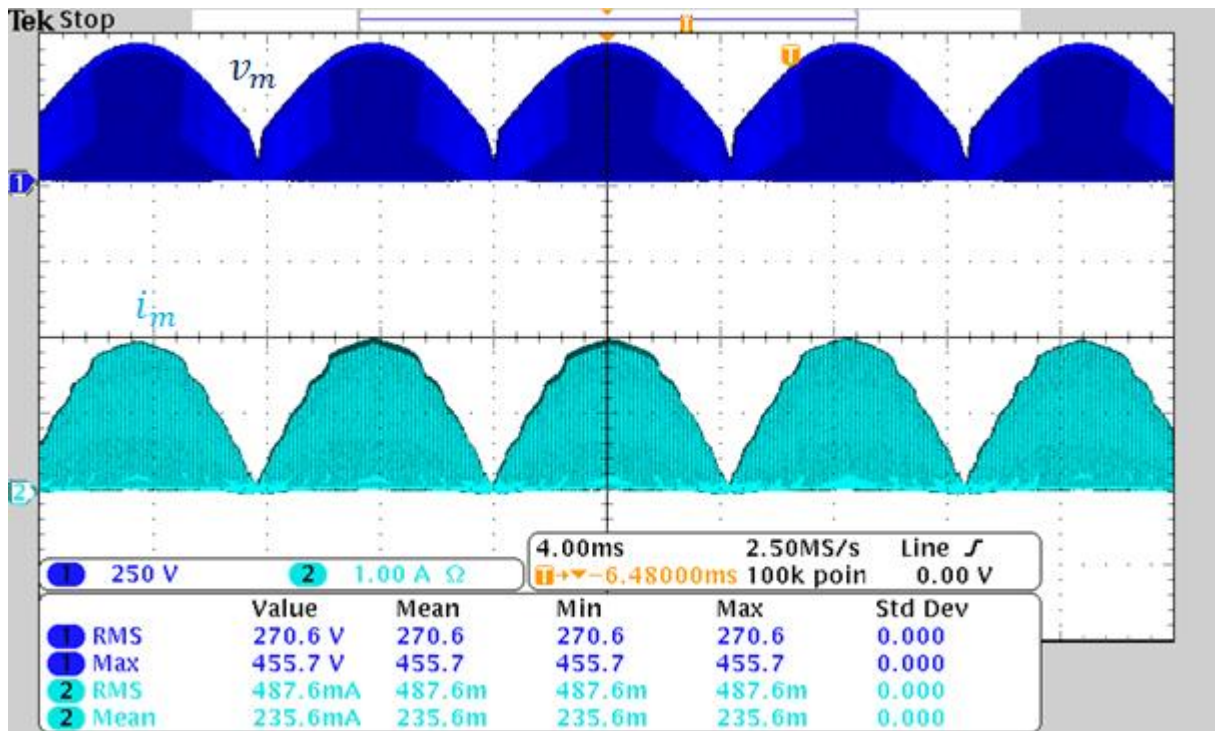 Tek Stop
T
T
v_m
1
i_m
2
1 250 V 2 1.00 A Ω
4.00ms 2.50MS/s Line ƒ
T→▼−6.48000ms 100k poin 0.00 V
Value Mean Min Max Std Dev
1 RMS 270.6 V 270.6 270.6 270.6 0.000
1 Max 455.7 V 455.7 455.7 455.7 0.000
2 RMS 487.6mA 487.6m 487.6m 487.6m 0.000
2 Mean 235.6mA 235.6m 235.6m 235.6m 0.000